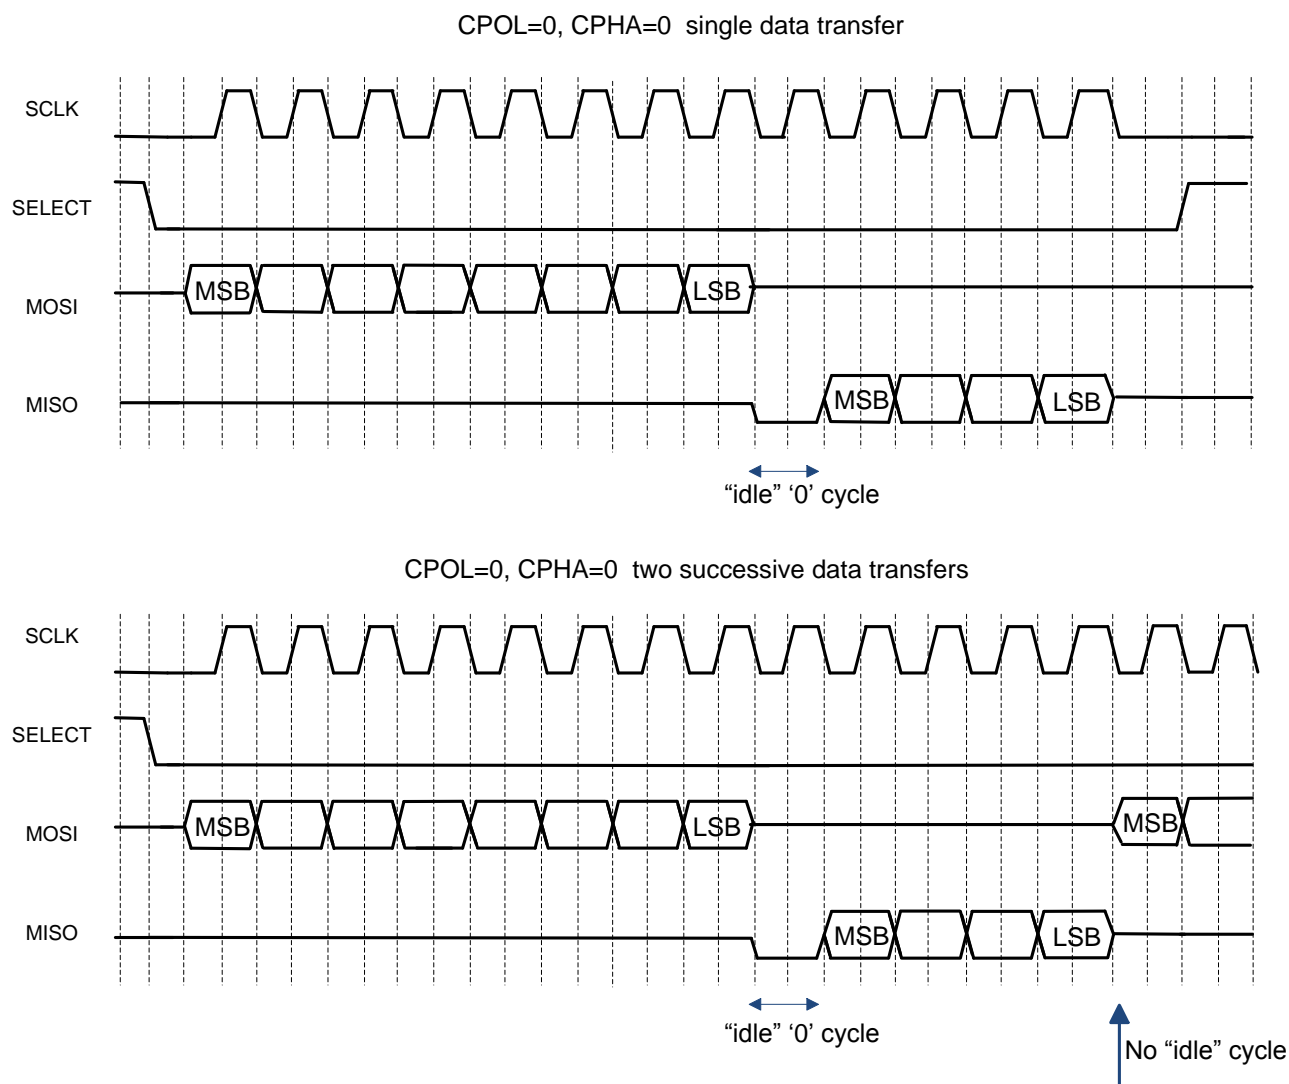 CPOL=0, CPHA=0 single data transfer
SCLK
SELECT
MOSI
MSB
LSB
MISO
MSB
LSB
“idle” ‘0’ cycle
CPOL=0, CPHA=0 two successive data transfers
SCLK
SELECT
MOSI
MSB
LSB
MSB
MISO
MSB
LSB
“idle” ‘0’ cycle
No “idle” cycle